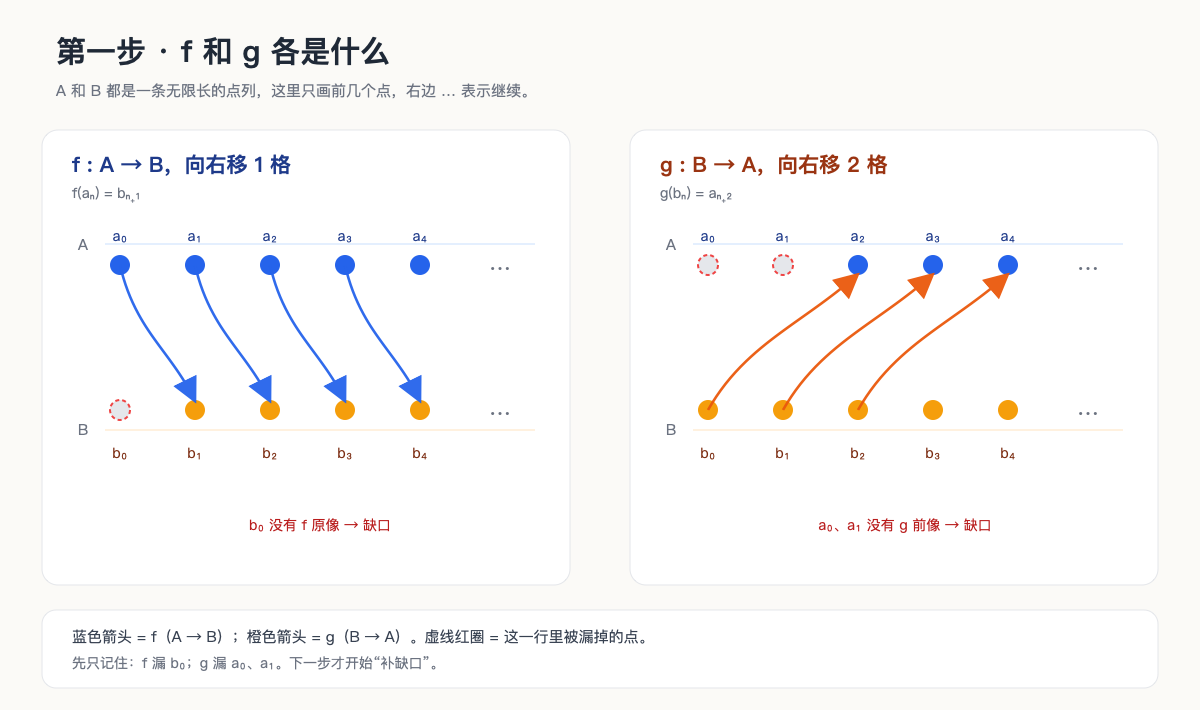 第一步 · f 和 g 各是什么
A 和 B 都是一条无限长的点列，这里只画前几个点，右边 … 表示继续。
f : A → B，向右移 1 格
f(aₙ) = bₙ₊₁
A
a₀ a₁ a₂ a₃ a₄
…
…
B
b₀ b₁ b₂ b₃ b₄
b₀ 没有 f 原像 → 缺口
g : B → A，向右移 2 格
g(bₙ) = aₙ₊₂
A
a₀ a₁ a₂ a₃ a₄
…
…
B
b₀ b₁ b₂ b₃ b₄
a₀、a₁ 没有 g 前像 → 缺口
蓝色箭头 = f（A → B）；橙色箭头 = g（B → A）。虚线红圈 = 这一行里被漏掉的点。
先只记住：f 漏 b₀；g 漏 a₀、a₁。下一步才开始“补缺口”。